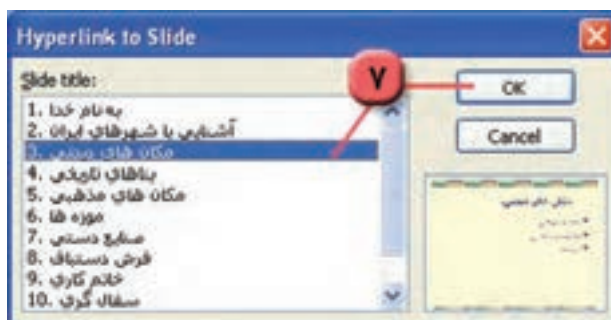 Hyperlink to Slide
Slide title:
۷
OK
Cancel
1. به نام خدا
2. آشنایی با شهرهای ایران
3. مکان های دیدنی
4. بناهای تاریخی
5. مکان های مذهبی
6. موزه ها
7. صنایع دستی
8. فرش دستباف
9. خاتم کاری
10. سفال گری